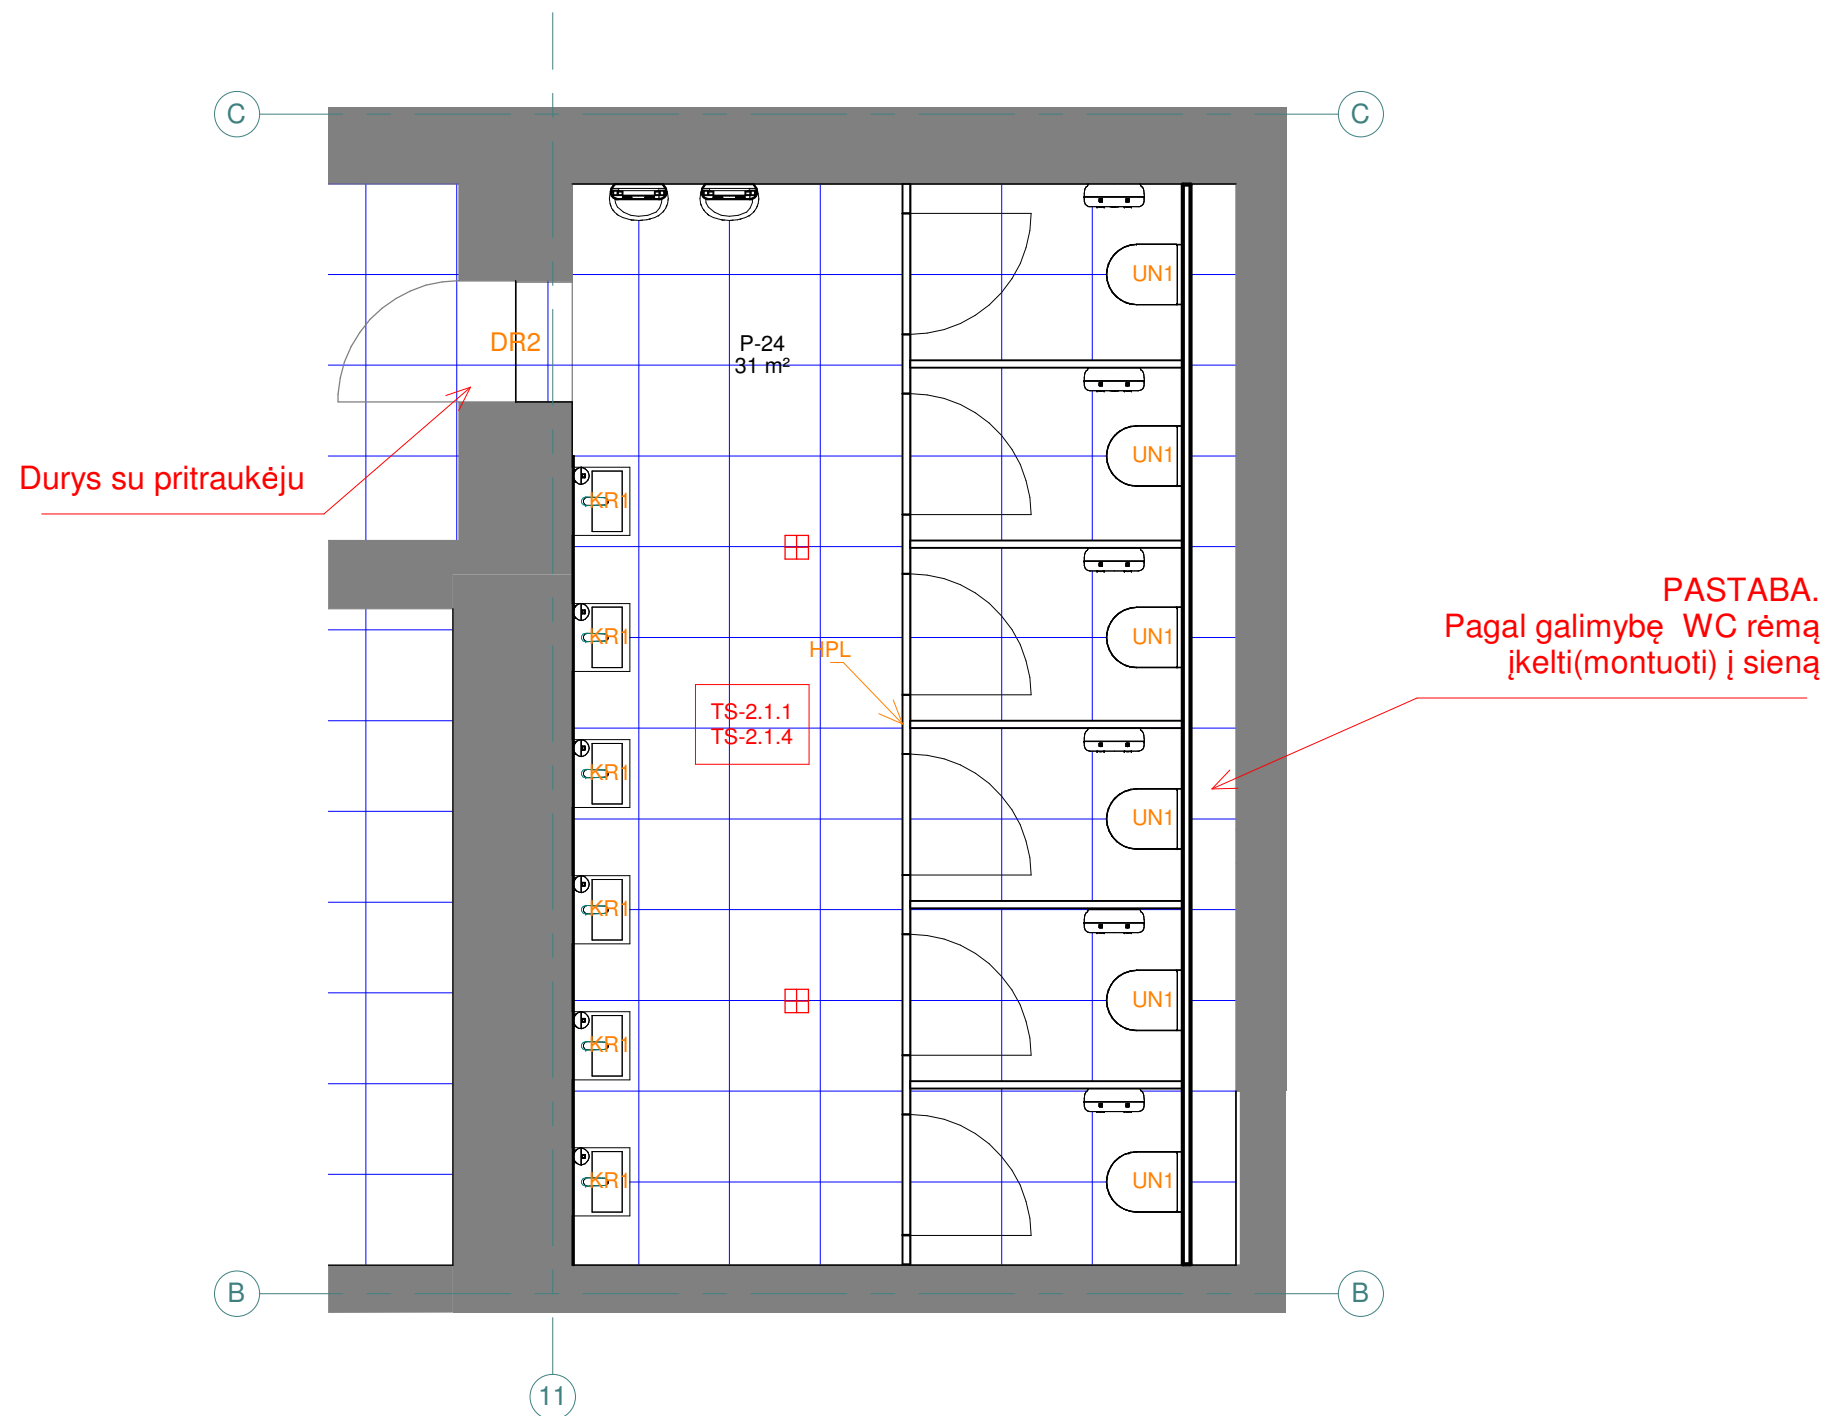 C
C
UN1
DR2
P-24
31 m²
UN1
Durys su pritraukėju
KR1
PASTABA.
Pagal galimybę WC rėmą
įkelti(montuoti) į sieną
KR1
HPL
UN1
TS-2.1.1
TS-2.1.4
KR1
UN1
KR1
UN1
KR1
KR1
UN1
B
B
11